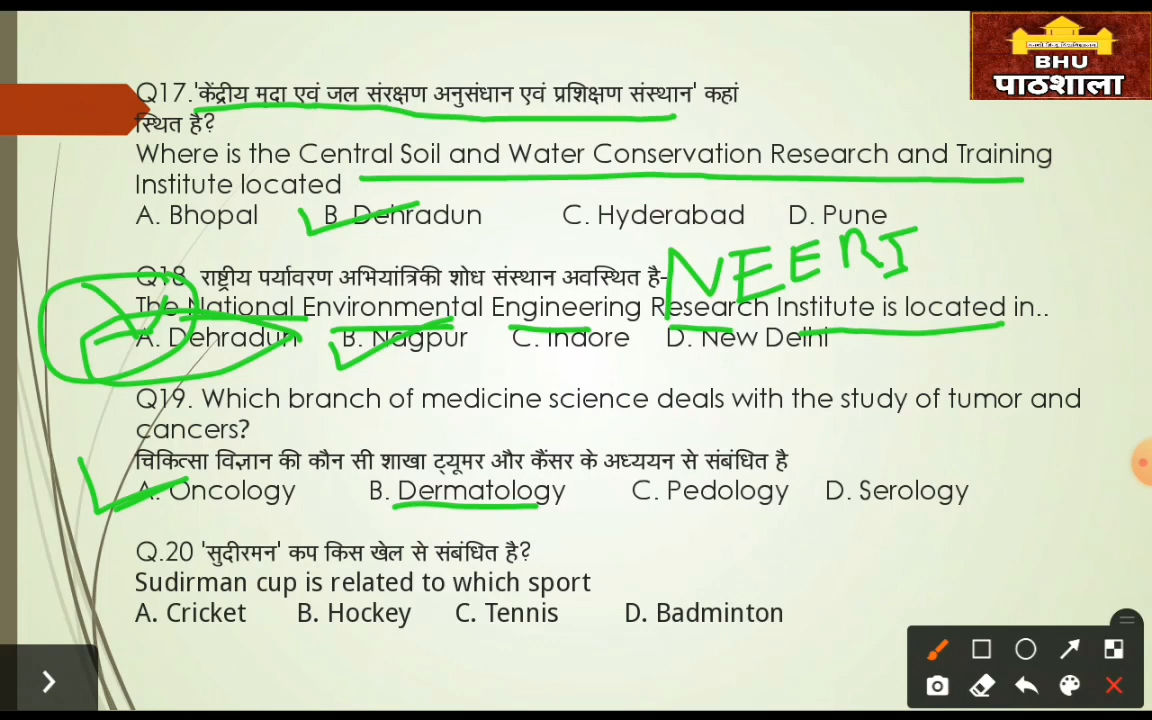 BHU
पाठशाला
Q17.'केंद्रीय मदा एवं जल संरक्षण अनुसंधान एवं प्रशिक्षण संस्थान' कहां
स्थित है?
Where is the Central Soil and Water Conservation Research and Training
Institute located
A. Bhopal B. Dehradun C. Hyderabad D. Pune
NEERI
Q18. राष्ट्रीय पर्यावरण अभियांत्रिकी शोध संस्थान अवस्थित है-
The National Environmental Engineering Research Institute is located in..
A. Dehradun B. Nagpur C. Indore D. New Delhi
Q19. Which branch of medicine science deals with the study of tumor and
cancers?
चिकित्सा विज्ञान की कौन सी शाखा ट्यूमर और कैंसर के अध्ययन से संबंधित है
A. Oncology B. Dermatology C. Pedology D. Serology
Q.20 'सुदीरमन' कप किस खेल से संबंधित है?
Sudirman cup is related to which sport
A. Cricket B. Hockey C. Tennis D. Badminton